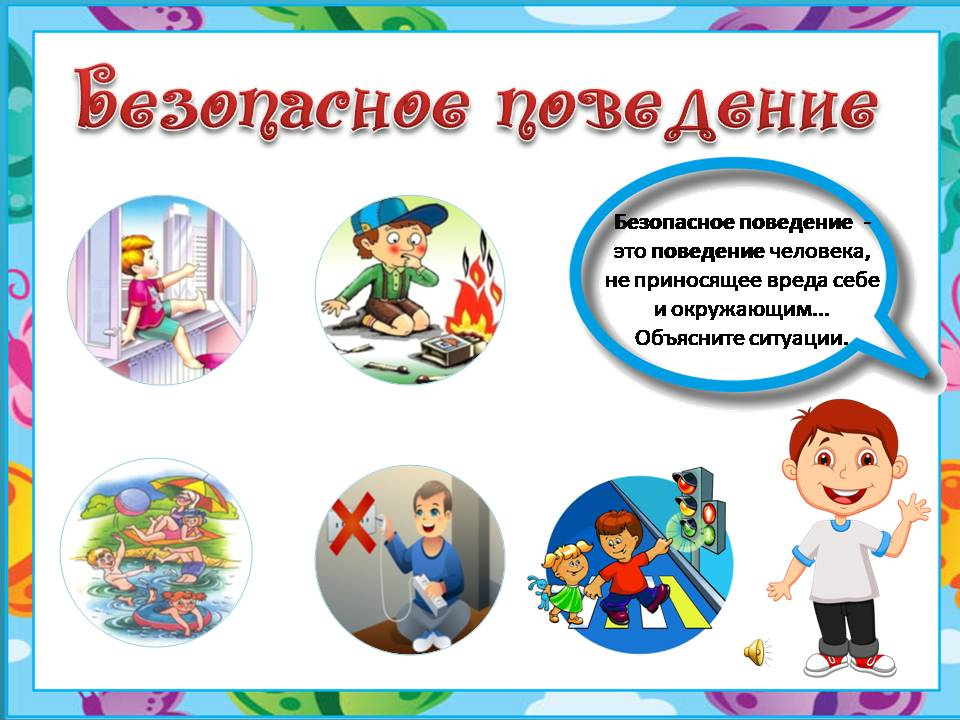 Безопасное поведение
Безопасное поведение -
это поведение человека,
не приносящее вреда себе
и окружающим...
Объясните ситуации.